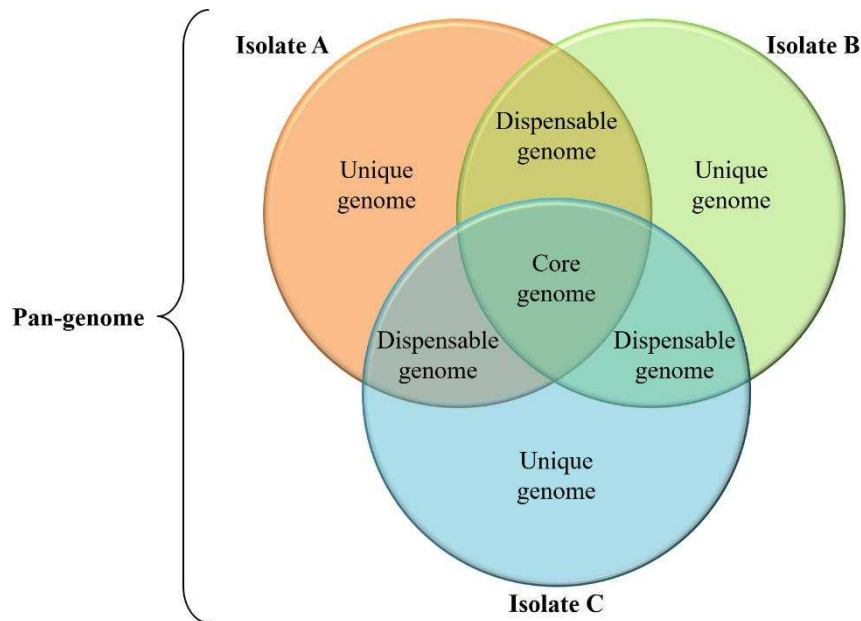 Isolate A
Isolate B
Dispensable
genome
Unique
genome
Unique
genome
Core
genome
Pan-genome
Dispensable
genome
Dispensable
genome
Unique
genome
Isolate C